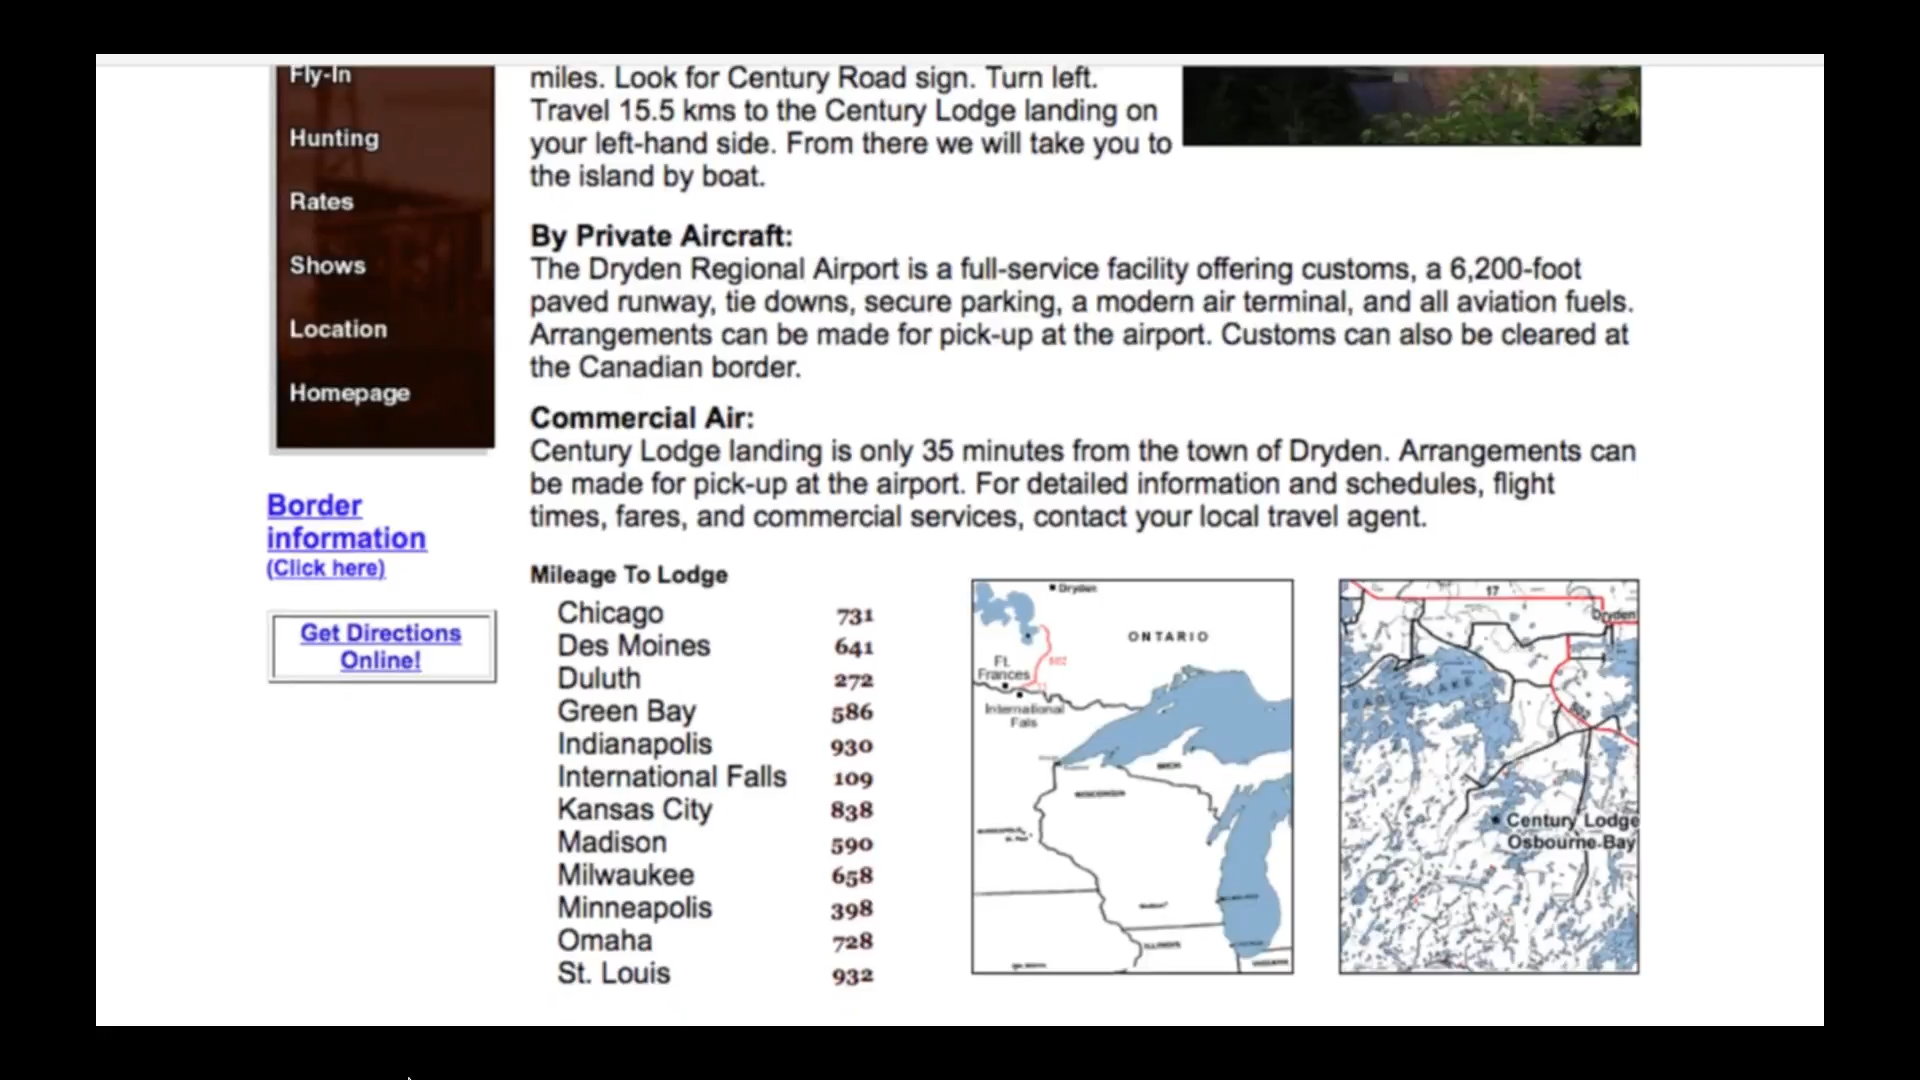 Fly-In
Hunting
Rates
Shows
Location
Homepage
Border
information
(Click here)
Get Directions
Online!
miles. Look for Century Road sign. Turn left.
Travel 15.5 kms to the Century Lodge landing on
your left-hand side. From there we will take you to
the island by boat.
By Private Aircraft:
The Dryden Regional Airport is a full-service facility offering customs, a 6,200-foot
paved runway, tie downs, secure parking, a modern air terminal, and all aviation fuels.
Arrangements can be made for pick-up at the airport. Customs can also be cleared at
the Canadian border.
Commercial Air:
Century Lodge landing is only 35 minutes from the town of Dryden. Arrangements can
be made for pick-up at the airport. For detailed information and schedules, flight
times, fares, and commercial services, contact your local travel agent.
Mileage To Lodge
Chicago 731
Des Moines 641
Duluth 272
Green Bay 586
Indianapolis 930
International Falls 109
Kansas City 838
Madison 590
Milwaukee 658
Minneapolis 398
Omaha 728
St. Louis 932
Dryden
ONTARIO
Ft.
Frances
International
Falls
MICH
WISCONSIN
ILLINOIS
17
Dryden
EAGLE LAKE
502
Century Lodge
Osbourne Bay